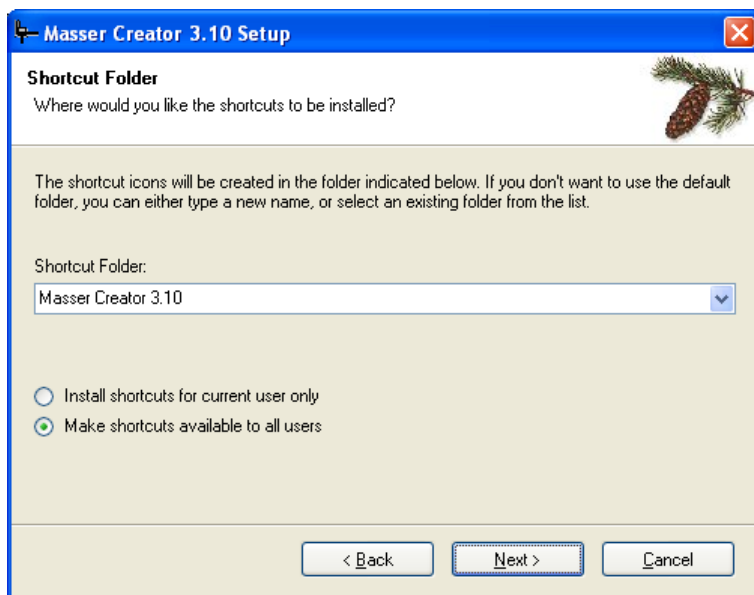 Masser Creator 3.10 Setup
Shortcut Folder
Where would you like the shortcuts to be installed?
The shortcut icons will be created in the folder indicated below. If you don't want to use the default
folder, you can either type a new name, or select an existing folder from the list.
Shortcut Folder:
Masser Creator 3.10
Install shortcuts for current user only
Make shortcuts available to all users
< Back
Next >
Cancel